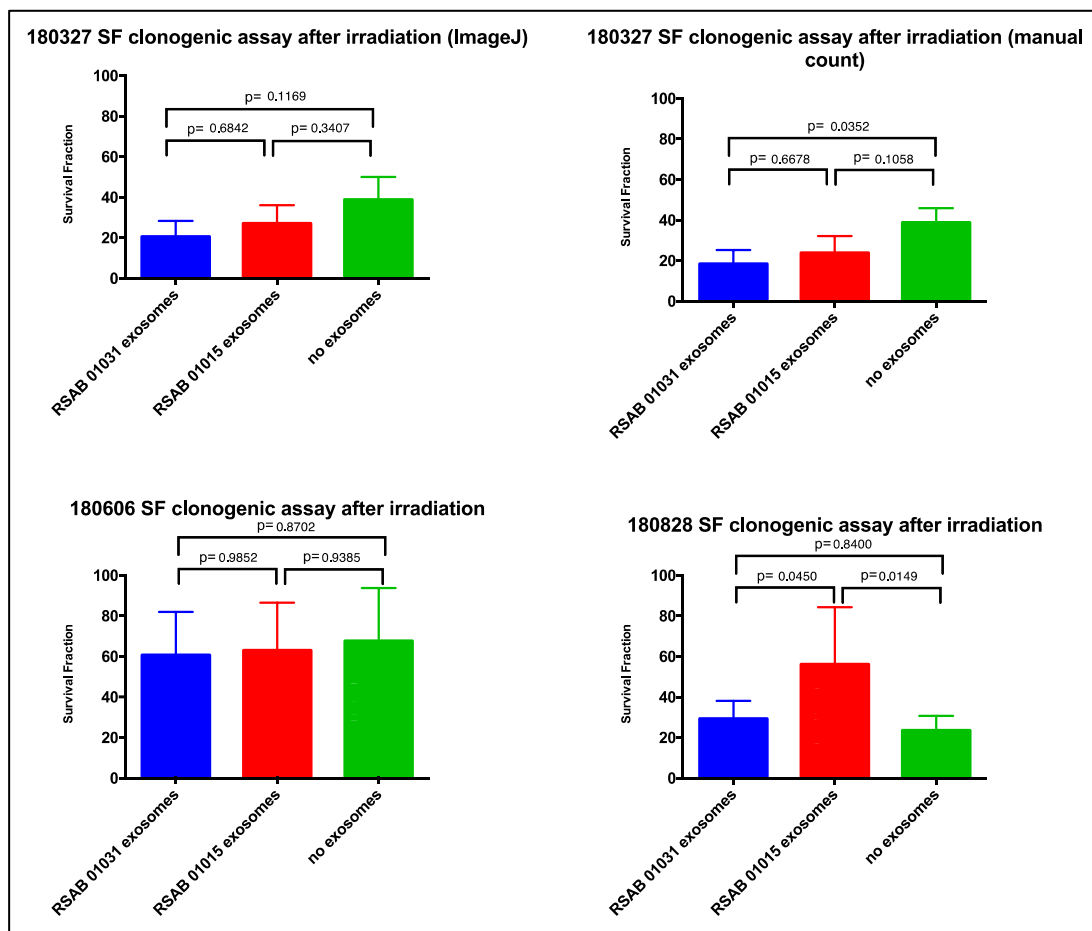 180327 SF clonogenic assay after irradiation (ImageJ)
Survival Fraction
100
80
60
40
20
0
p= 0.1169
p= 0.6842
p= 0.3407
RSAB 01031 exosomes
RSAB 01015 exosomes
no exosomes
180327 SF clonogenic assay after irradiation (manual
count)
Survival Fraction
100
80
60
40
20
0
p= 0.0352
p= 0.6678
p= 0.1058
RSAB 01031 exosomes
RSAB 01015 exosomes
no exosomes
180606 SF clonogenic assay after irradiation
Survival Fraction
100
80
60
40
20
0
p= 0.8702
p= 0.9852
p= 0.9385
RSAB 01031 exosomes
RSAB 01015 exosomes
no exosomes
180828 SF clonogenic assay after irradiation
Survival Fraction
100
80
60
40
20
0
p= 0.8400
p= 0.0450
p=0.0149
RSAB 01031 exosomes
RSAB 01015 exosomes
no exosomes